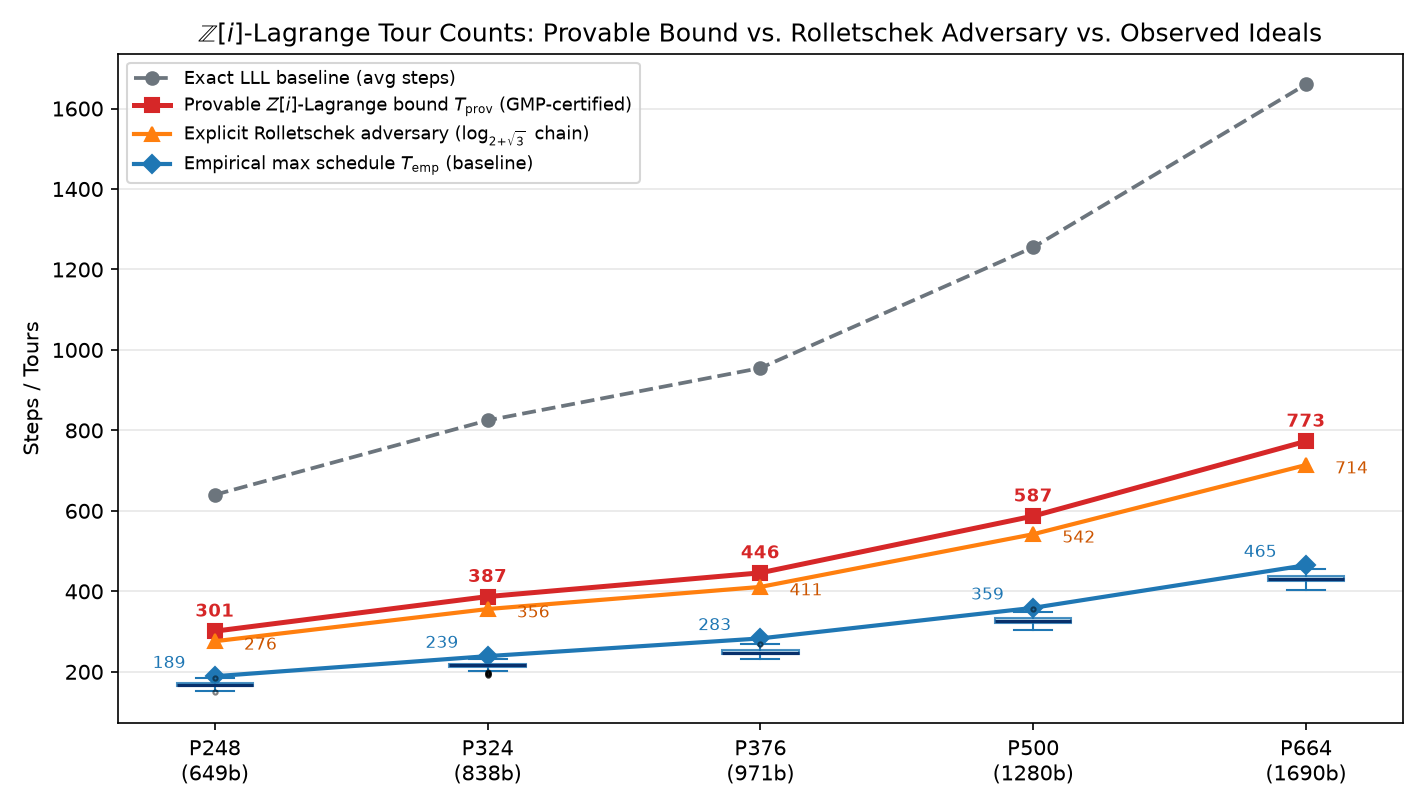 ℤ[i]-Lagrange Tour Counts: Provable Bound vs. Rolletschek Adversary vs. Observed Ideals
Exact LLL baseline (avg steps)
Provable Z[i]-Lagrange bound T_prov (GMP-certified)
Explicit Rolletschek adversary (log_{2+√3} chain)
Empirical max schedule T_emp (baseline)
Steps / Tours
1600
1400
1200
1000
800
600
400
200
301
387
446
587
773
276
356
411
542
714
189
239
283
359
465
P248
(649b)
P324
(838b)
P376
(971b)
P500
(1280b)
P664
(1690b)